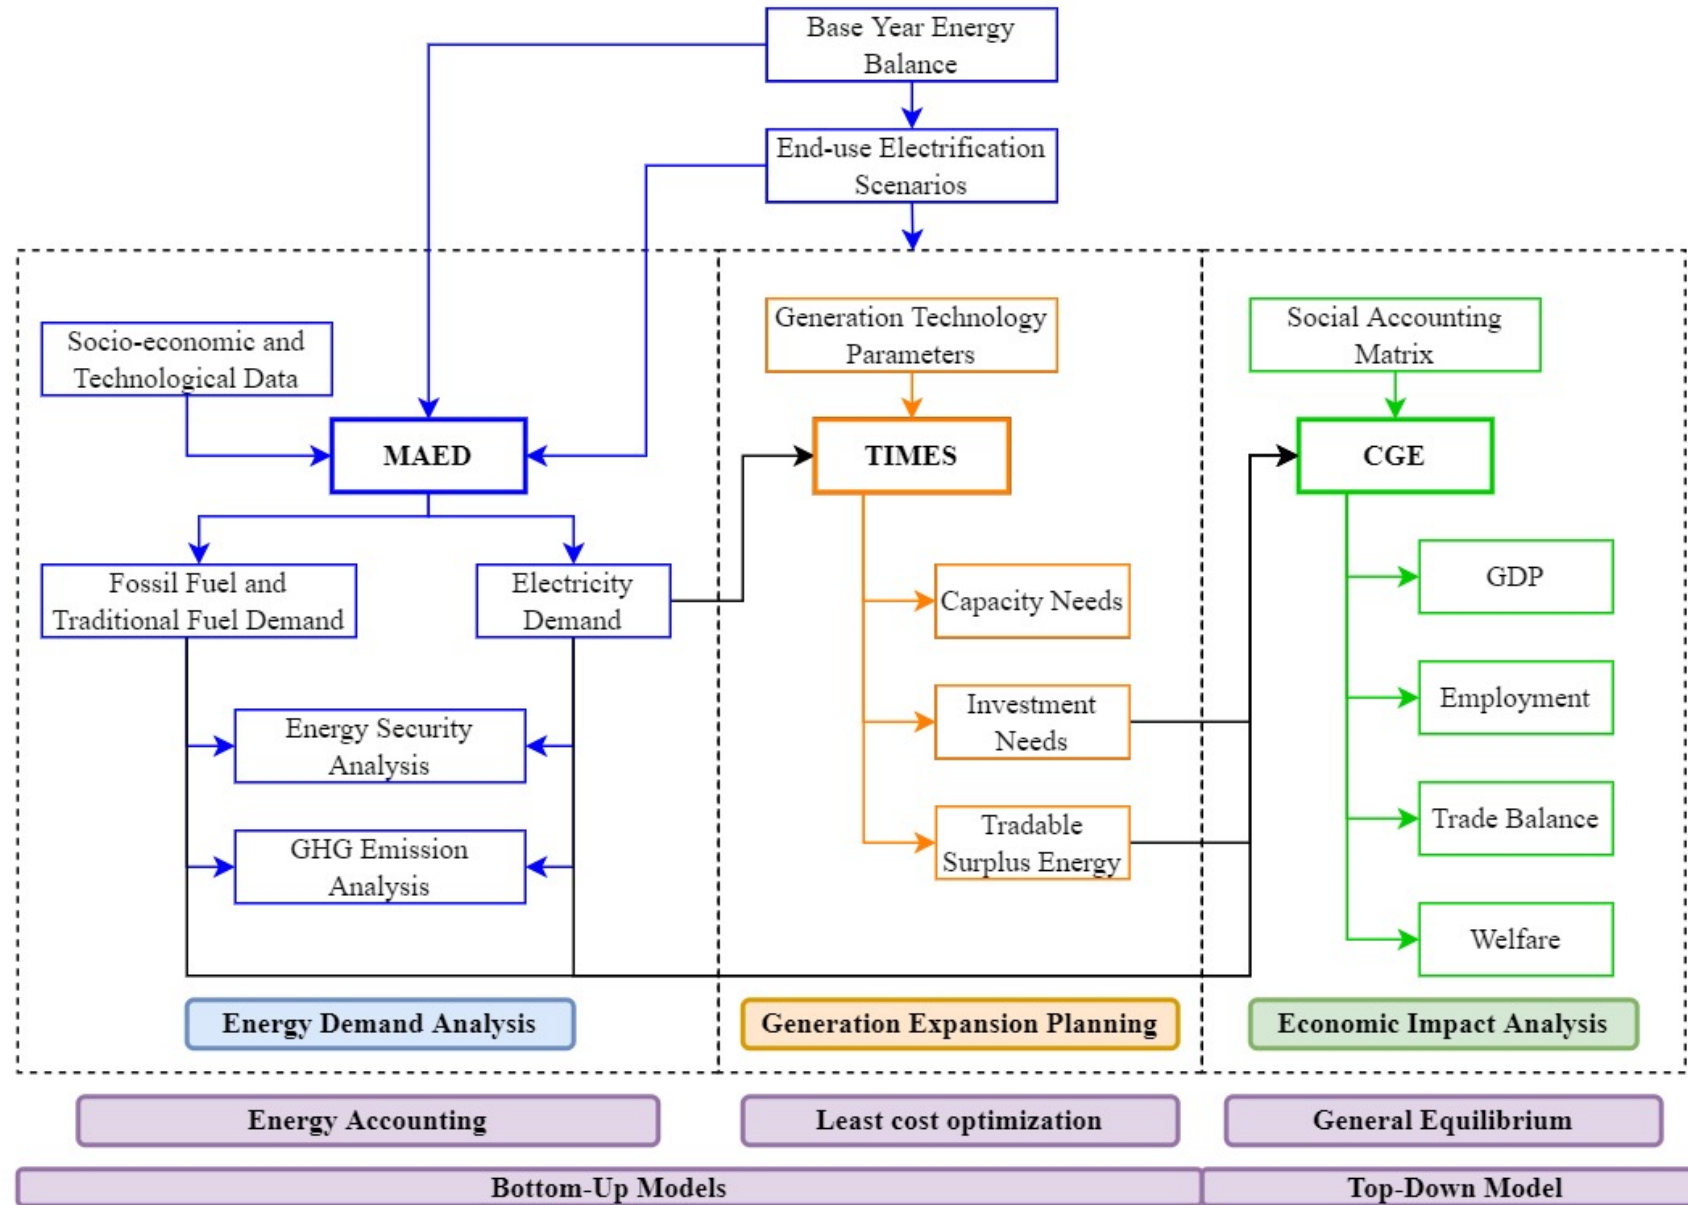 Base Year Energy
Balance
End-use Electrification
Scenarios
Socio-economic and
Technological Data
Generation Technology
Parameters
Social Accounting
Matrix
MAED
TIMES
CGE
Fossil Fuel and
Traditional Fuel Demand
Electricity
Demand
Capacity Needs
GDP
Energy Security
Analysis
Investment
Needs
Employment
GHG Emission
Analysis
Tradable
Surplus Energy
Trade Balance
Welfare
Energy Demand Analysis
Generation Expansion Planning
Economic Impact Analysis
Energy Accounting
Least cost optimization
General Equilibrium
Bottom-Up Models
Top-Down Model